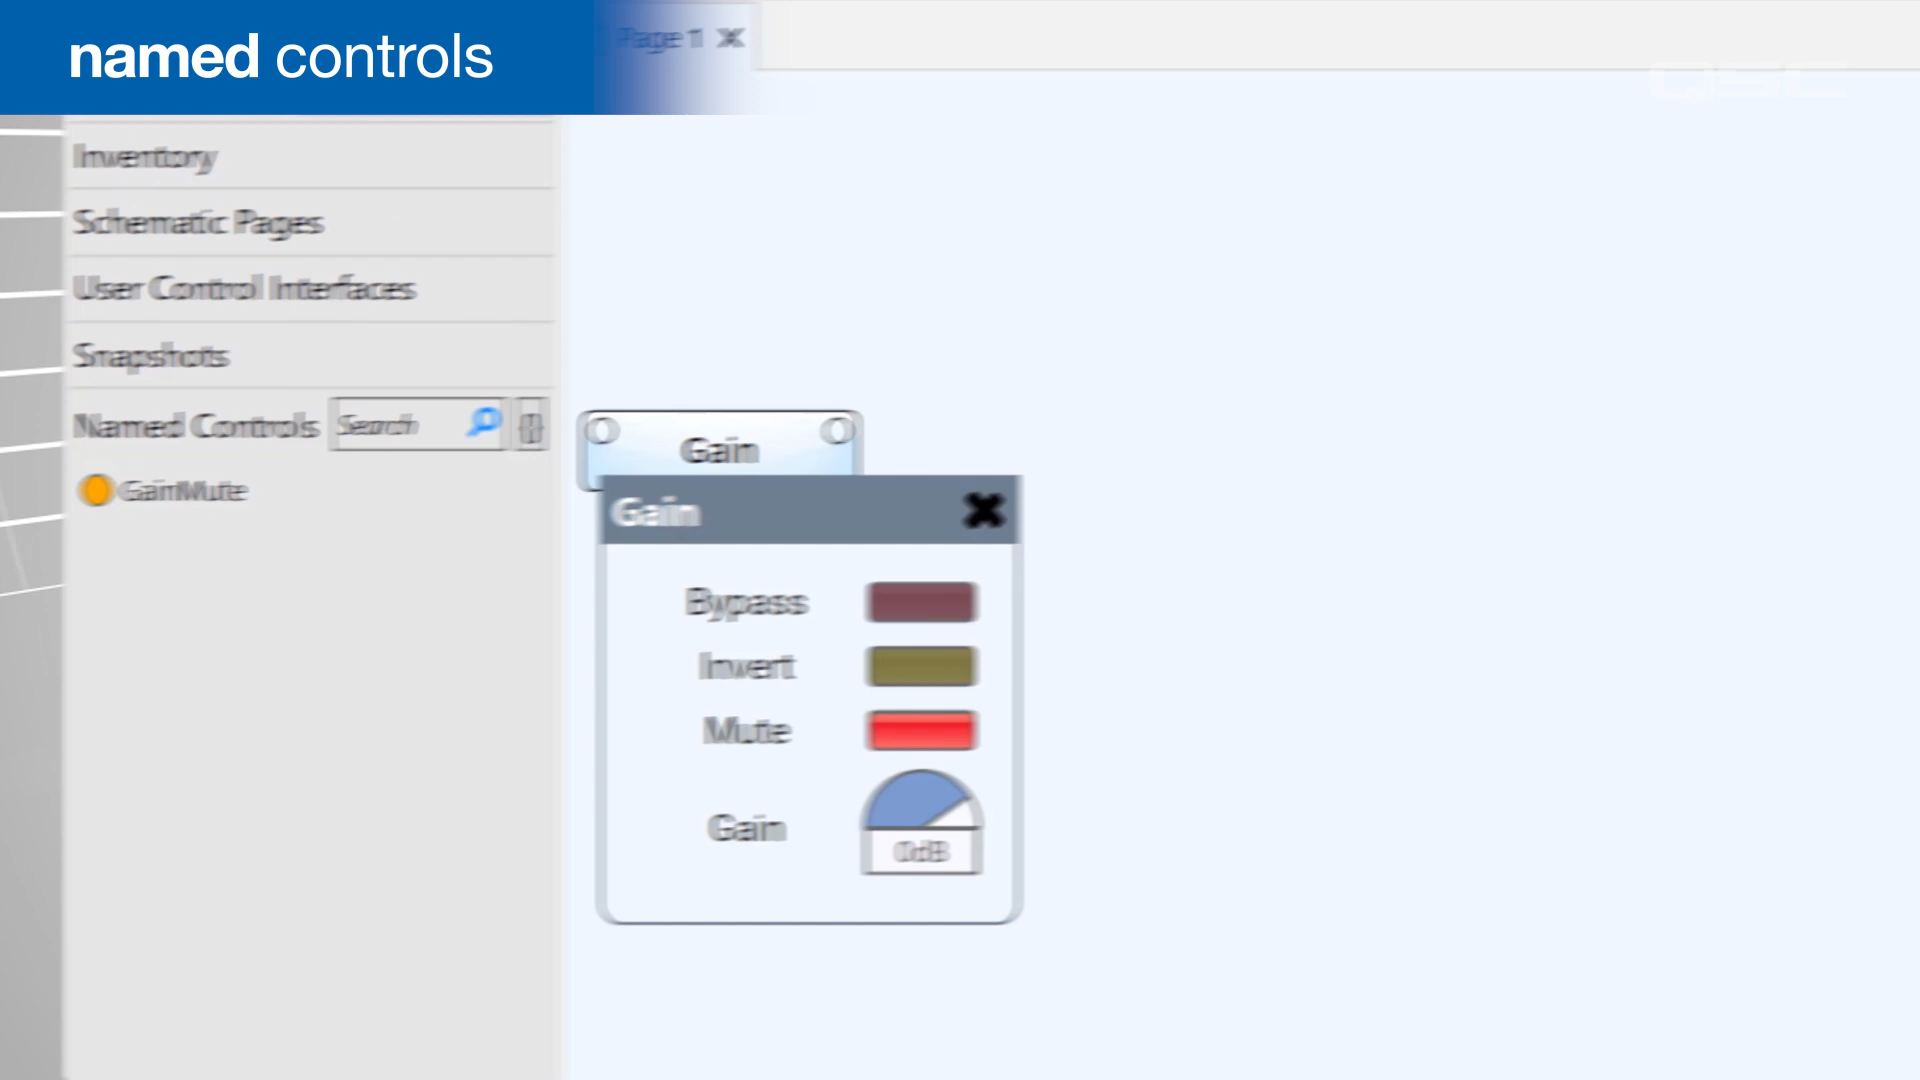 named controls
Page 1
QSC
Inventory
Schematic Pages
User Control Interfaces
Snapshots
Named Controls
Search
GainMute
Gain
Gain
Bypass
Invert
Mute
Gain
0dB